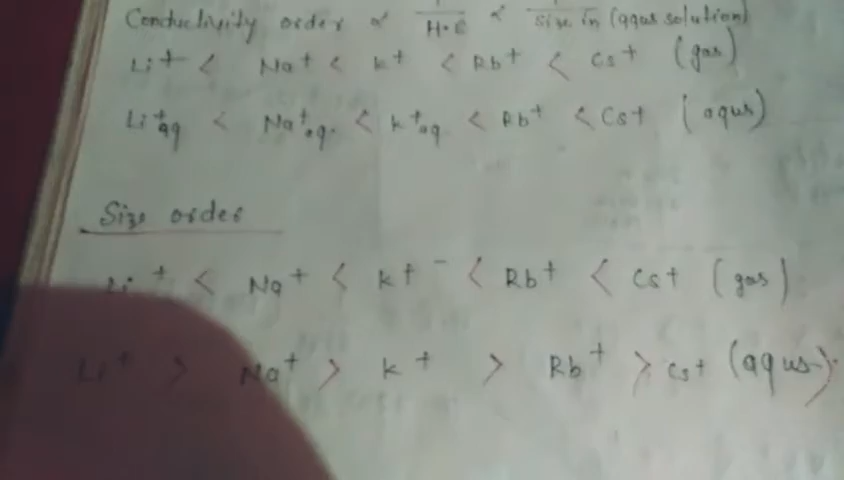 Conductivity order ∝ 1/H·E ∝ 1/Size in (aqus solution)
Li+ < Na+ < K+ < Rb+ < Cs+ (gas)
Li+aq < Na+aq. < K+aq < Rb+ < Cs+ (aqus)
Size order
Li+ < Na+ < K+ - < Rb+ < Cs+ (gas)
Li+ > Na+ > K+ > Rb+ > Cs+ (aqus).